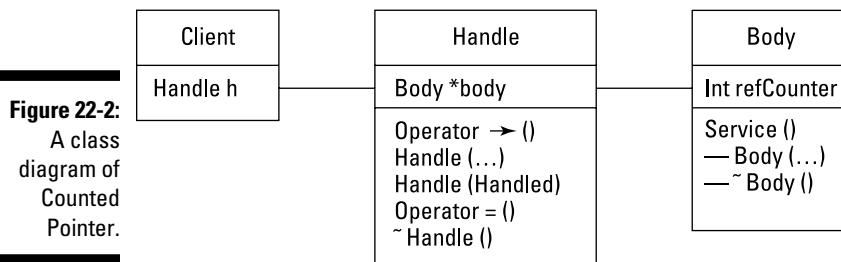 Figure 22-2:
A class
diagram of
Counted
Pointer.
Client
Handle h
Handle
Body *body
Operator → ()
Handle (...)
Handle (Handled)
Operator = ()
~ Handle ()
Body
Int refCounter
Service ()
— Body (...)
— ~ Body ()